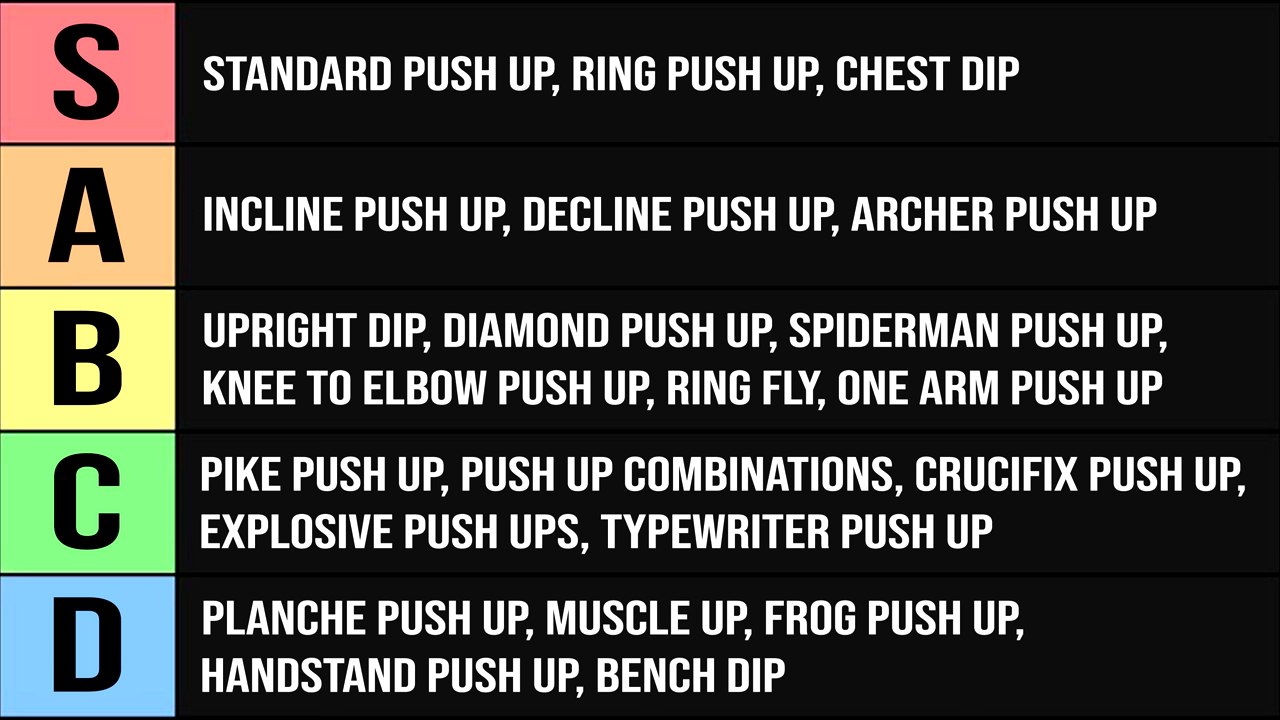 S
STANDARD PUSH UP, RING PUSH UP, CHEST DIP
A
INCLINE PUSH UP, DECLINE PUSH UP, ARCHER PUSH UP
B
UPRIGHT DIP, DIAMOND PUSH UP, SPIDERMAN PUSH UP,
KNEE TO ELBOW PUSH UP, RING FLY, ONE ARM PUSH UP
C
PIKE PUSH UP, PUSH UP COMBINATIONS, CRUCIFIX PUSH UP,
EXPLOSIVE PUSH UPS, TYPEWRITER PUSH UP
D
PLANCHE PUSH UP, MUSCLE UP, FROG PUSH UP,
HANDSTAND PUSH UP, BENCH DIP